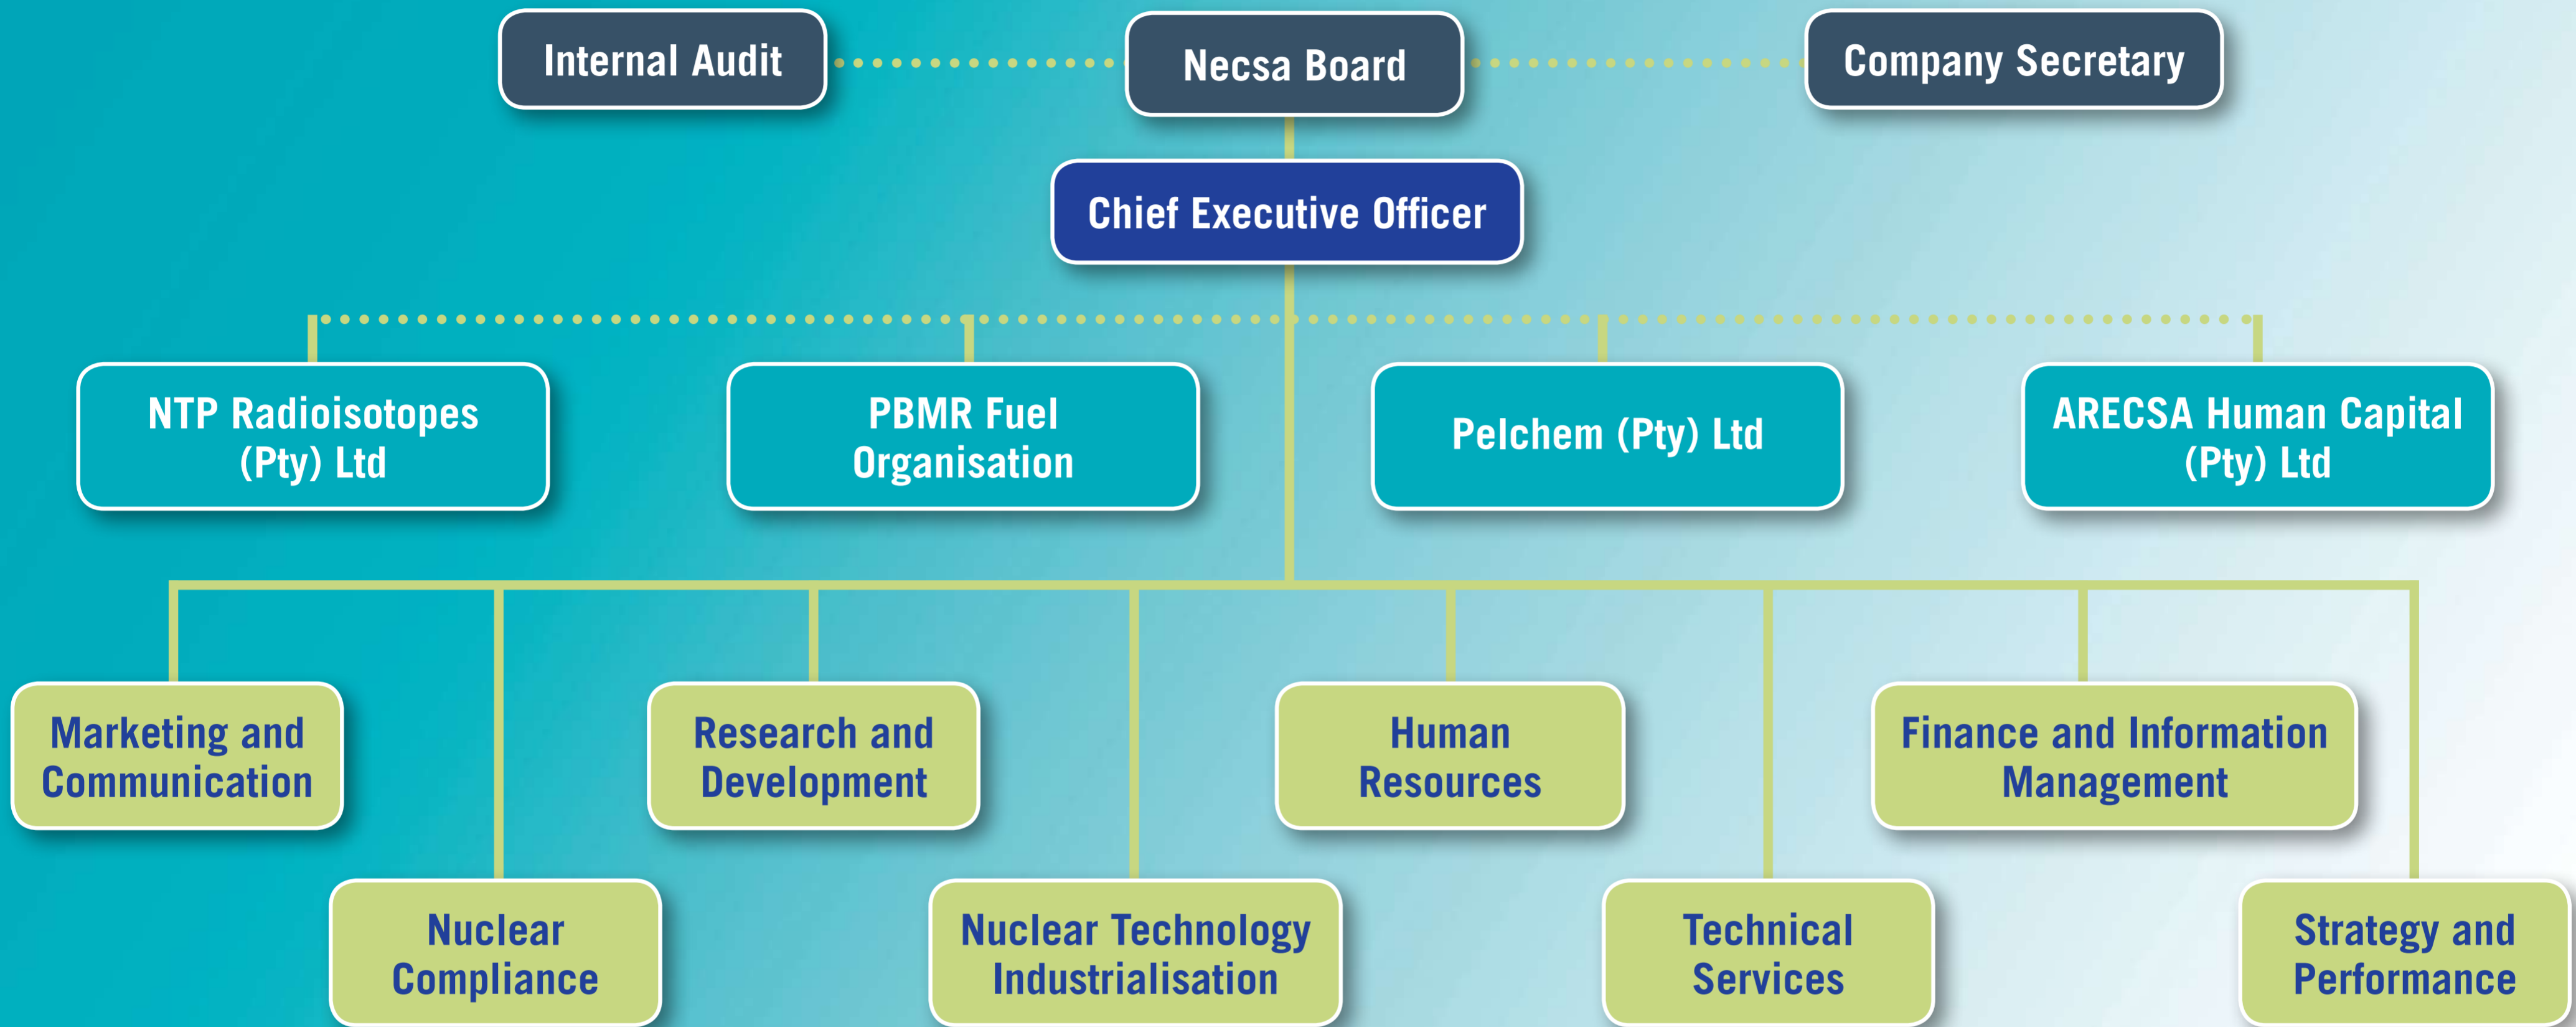 Internal Audit
Necsa Board
Company Secretary
Chief Executive Officer
NTP Radioisotopes
(Pty) Ltd
PBMR Fuel
Organisation
Pelchem (Pty) Ltd
ARECSA Human Capital
(Pty) Ltd
Marketing and
Communication
Research and
Development
Human
Resources
Finance and Information
Management
Nuclear
Compliance
Nuclear Technology
Industrialisation
Technical
Services
Strategy and
Performance